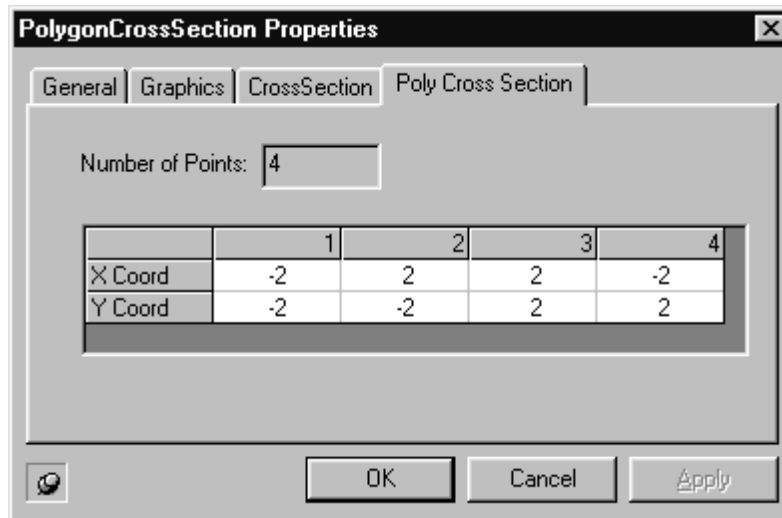 PolygonCrossSection Properties
General Graphics CrossSection Poly Cross Section
Number of Points: 4
1 2 3 4
X Coord -2 2 2 -2
Y Coord -2 -2 2 2
OK Cancel Apply